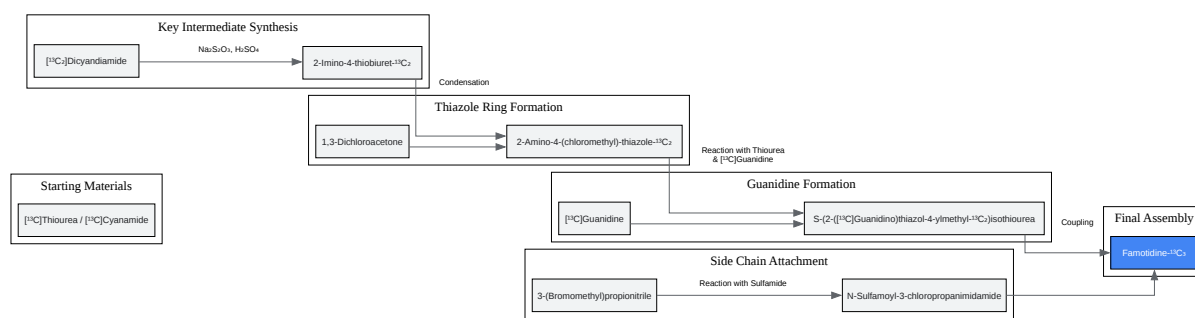 Key Intermediate Synthesis
[¹³C₂]Dicyandiamide
Na₂S₂O₃, H₂SO₄
2-Imino-4-thiobiuret-¹³C₂
Condensation
Thiazole Ring Formation
1,3-Dichloroacetone
2-Amino-4-(chloromethyl)-thiazole-¹³C₂
Reaction with Thiourea
& [¹³C]Guanidine
Starting Materials
[¹³C]Thiourea / [¹³C]Cyanamide
Guanidine Formation
[¹³C]Guanidine
S-(2-([¹³C]Guanidino)thiazol-4-ylmethyl-¹³C₂)isothiourea
Coupling
Final Assembly
Famotidine-¹³C₃
Side Chain Attachment
3-(Bromomethyl)propionitrile
Reaction with Sulfamide
N-Sulfamoyl-3-chloropropanimidamide